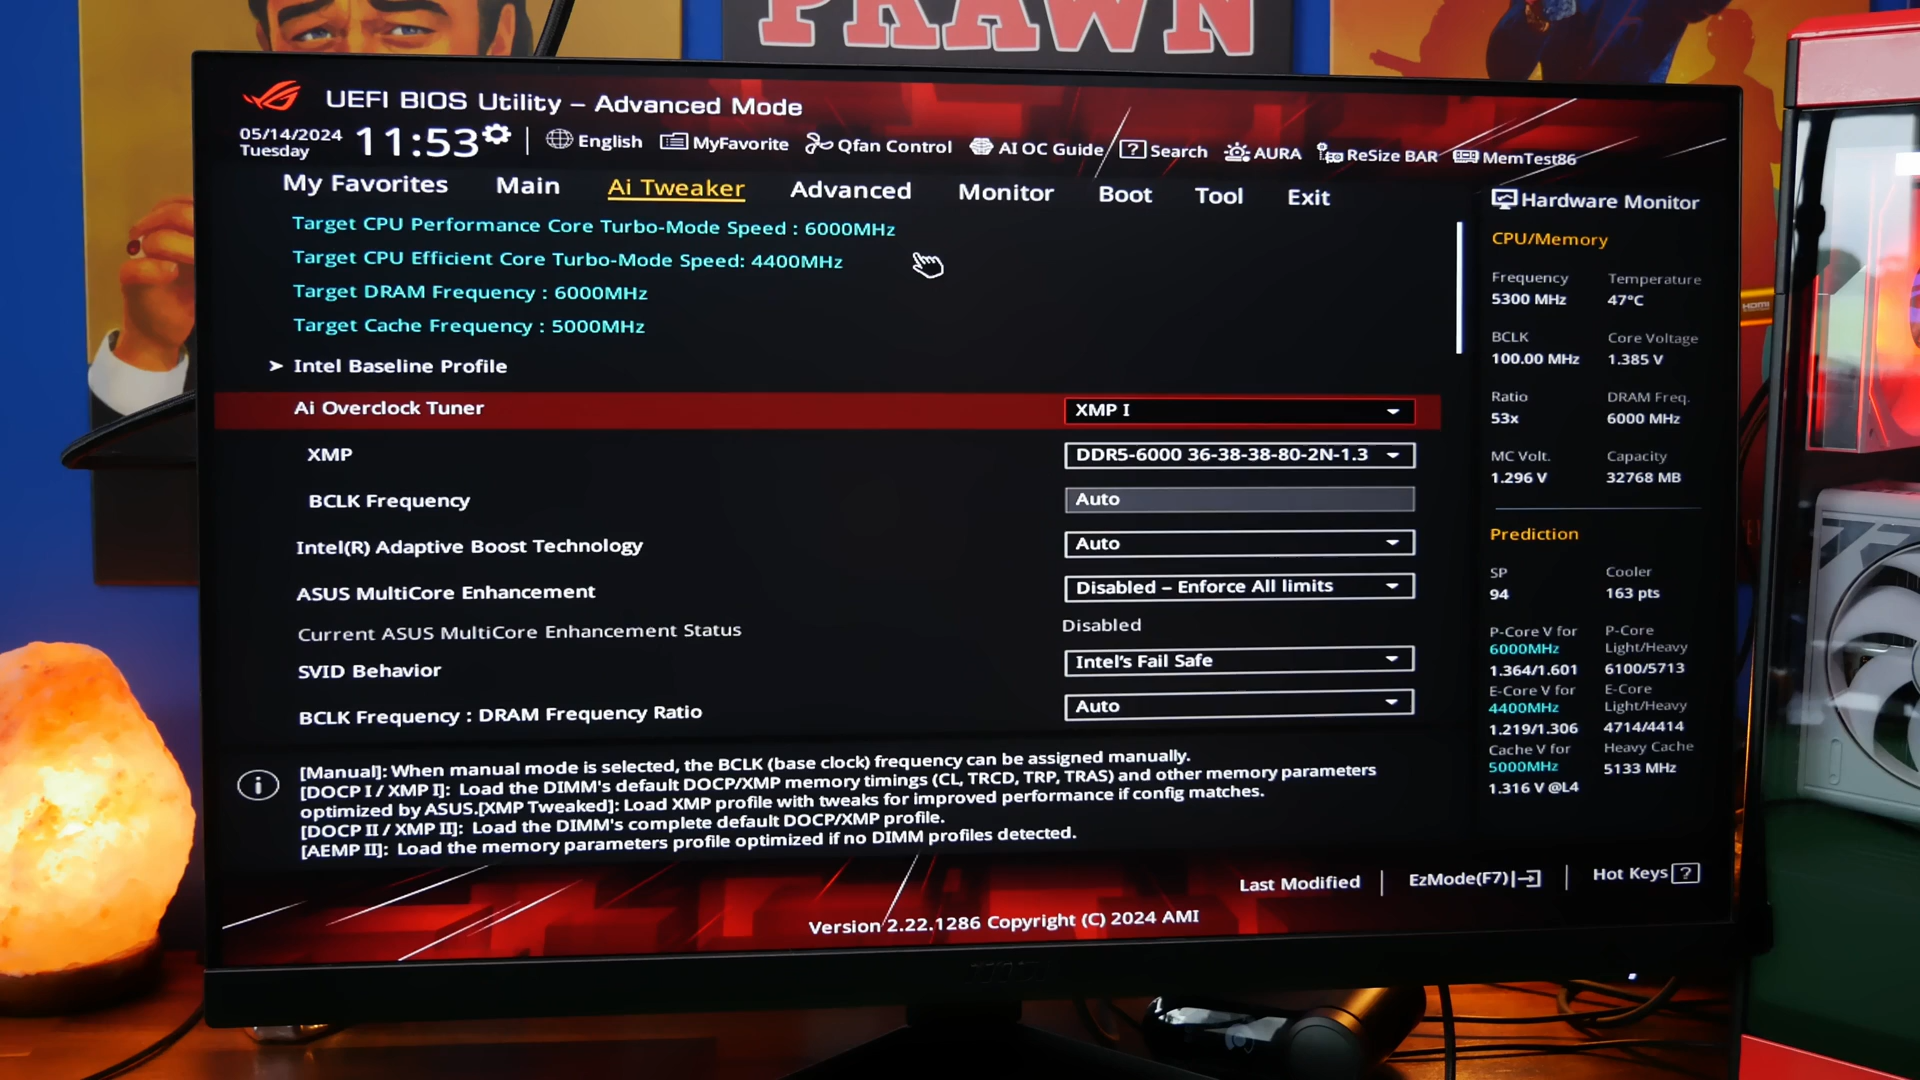 PRAWN
UEFI BIOS Utility – Advanced Mode
05/14/2024
Tuesday
11:53
English
MyFavorite
Qfan Control
AI OC Guide
? Search
AURA
ReSize BAR
MemTest86
My Favorites
Main
Ai Tweaker
Advanced
Monitor
Boot
Tool
Exit
Target CPU Performance Core Turbo-Mode Speed : 6000MHz
Target CPU Efficient Core Turbo-Mode Speed: 4400MHz
Target DRAM Frequency : 6000MHz
Target Cache Frequency : 5000MHz
Intel Baseline Profile
Ai Overclock Tuner XMP I
XMP DDR5-6000 36-38-38-80-2N-1.3
BCLK Frequency Auto
Intel(R) Adaptive Boost Technology Auto
ASUS MultiCore Enhancement Disabled – Enforce All limits
Current ASUS MultiCore Enhancement Status Disabled
SVID Behavior Intel's Fail Safe
BCLK Frequency : DRAM Frequency Ratio Auto
[Manual]: When manual mode is selected, the BCLK (base clock) frequency can be assigned manually.
[DOCP I / XMP I]: Load the DIMM's default DOCP/XMP memory timings (CL, TRCD, TRP, TRAS) and other memory parameters
optimized by ASUS.[XMP Tweaked]: Load XMP profile with tweaks for improved performance if config matches.
[DOCP II / XMP II]: Load the DIMM's complete default DOCP/XMP profile.
[AEMP II]: Load the memory parameters profile optimized if no DIMM profiles detected.
Hardware Monitor
CPU/Memory
Frequency Temperature
5300 MHz 47°C
BCLK Core Voltage
100.00 MHz 1.385 V
Ratio DRAM Freq.
53x 6000 MHz
MC Volt. Capacity
1.296 V 32768 MB
Prediction
SP Cooler
94 163 pts
P-Core V for P-Core
6000MHz Light/Heavy
1.364/1.601 6100/5713
E-Core V for E-Core
4400MHz Light/Heavy
1.219/1.306 4714/4414
Cache V for Heavy Cache
5000MHz 5133 MHz
1.316 V @L4
Last Modified
EzMode(F7)
Hot Keys ?
Version 2.22.1286 Copyright (C) 2024 AMI
HDMI